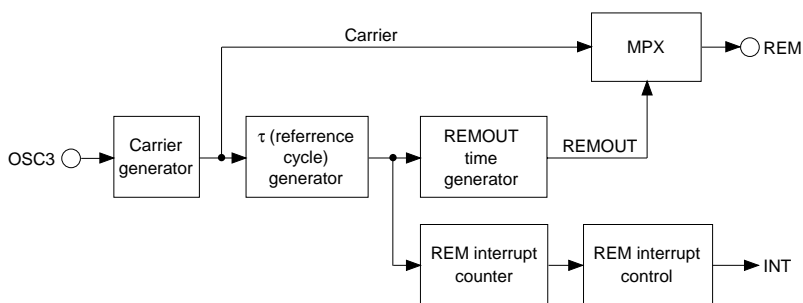 Carrier
MPX
REM
OSC3
Carrier
generator
τ (referrence
cycle)
generator
REMOUT
time
generator
REMOUT
REM interrupt
counter
REM interrupt
control
INT